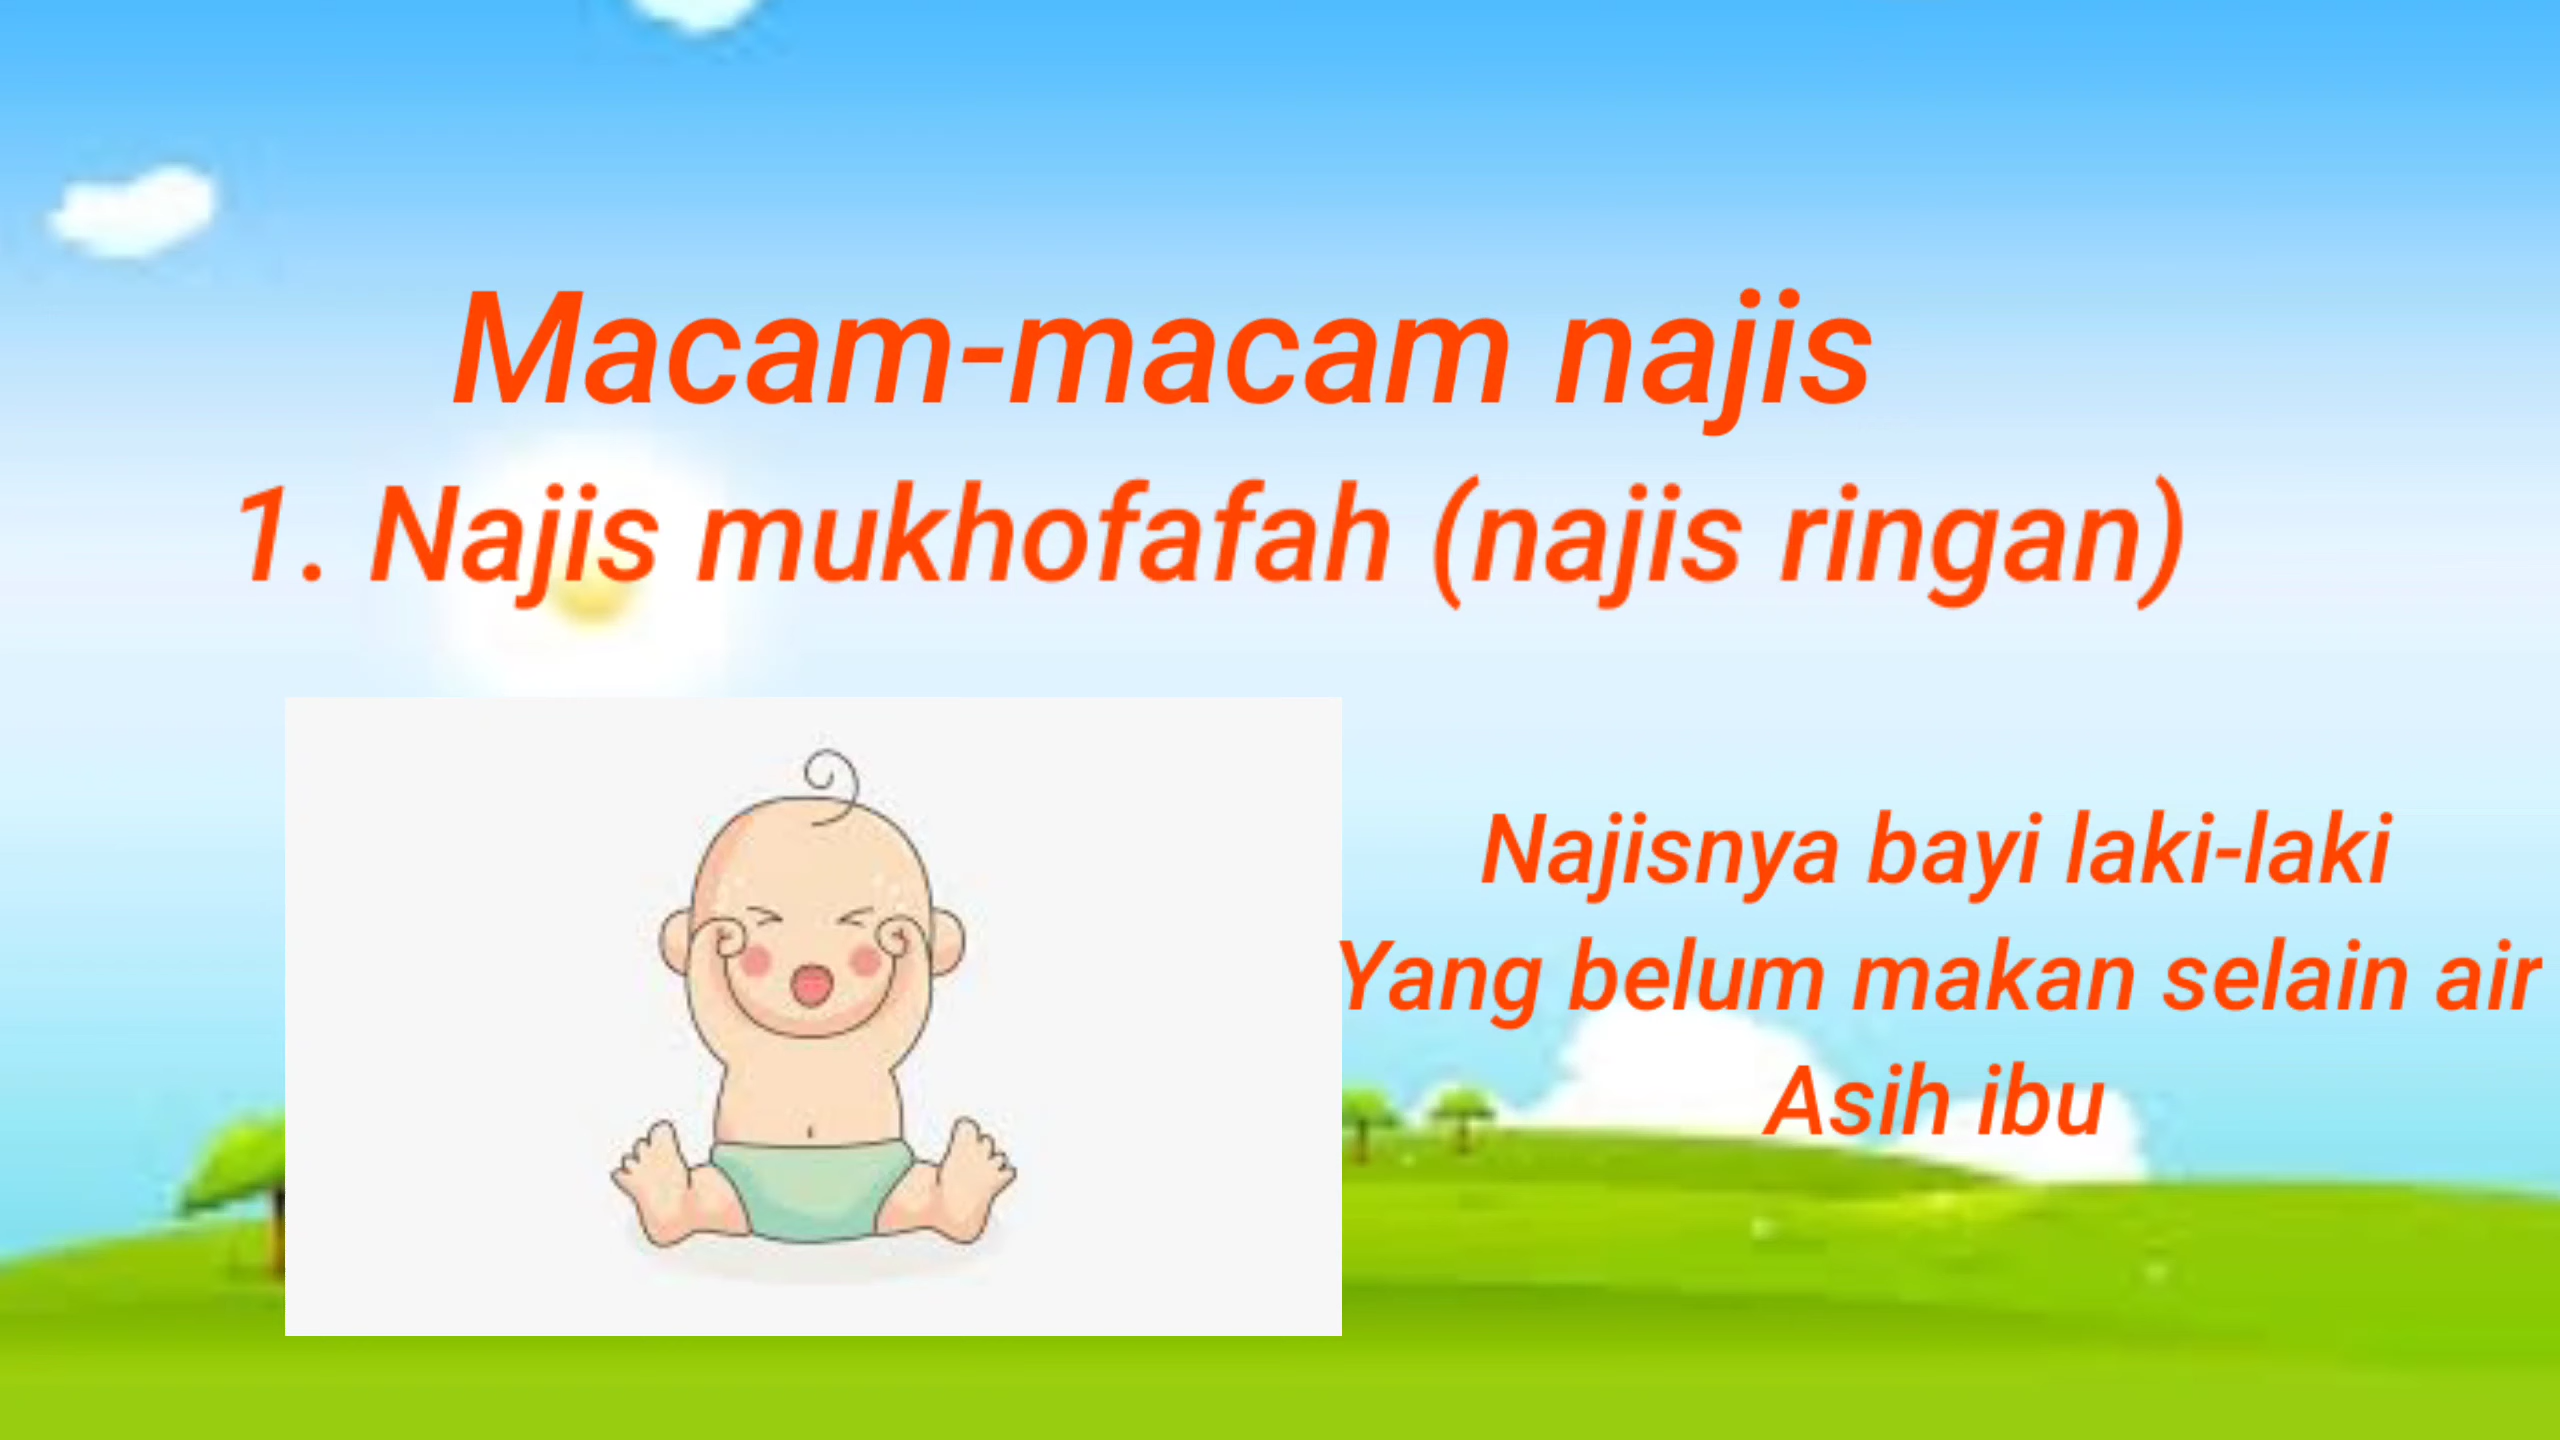 Macam-macam najis
1. Najis mukhofafah (najis ringan)
Najisnya bayi laki-laki
Yang belum makan selain air
Asih ibu